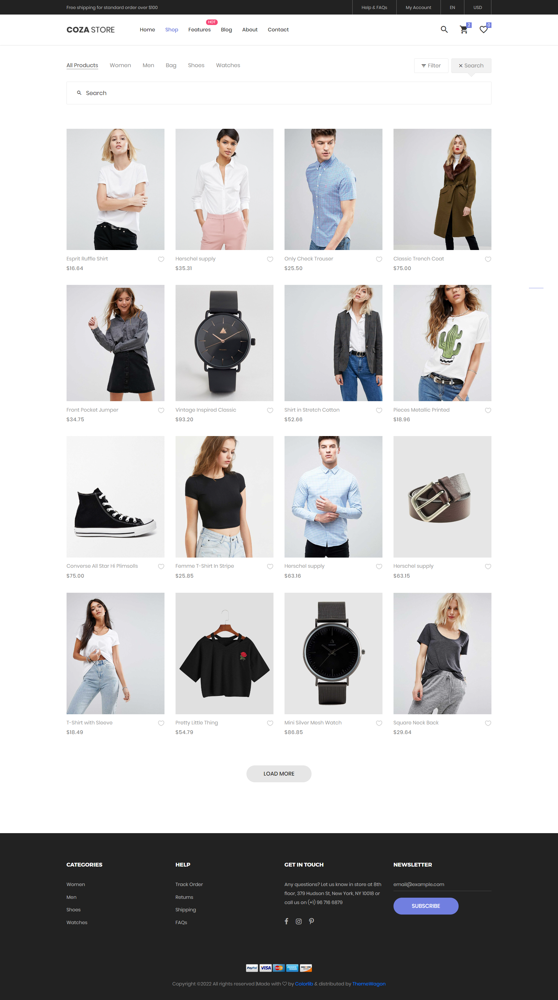 Free shipping for standard order over $100
Help & FAQs
My Account
EN
USD
COZA STORE
Home
Shop
Features
HOT
Blog
About
Contact
2
0
All Products
Women
Men
Bag
Shoes
Watches
Filter
Search
Search
Esprit Ruffle Shirt
$16.64
Herschel supply
$35.31
Only Check Trouser
$25.50
Classic Trench Coat
$75.00
Front Pocket Jumper
$34.75
Vintage Inspired Classic
$93.20
Shirt in Stretch Cotton
$52.66
Pieces Metallic Printed
$18.96
Converse All Star Hi Plimsolls
$75.00
Femme T-Shirt In Stripe
$25.85
Herschel supply
$63.16
Herschel supply
$63.15
T-Shirt with Sleeve
$18.49
Pretty Little Thing
$54.79
Mini Silver Mesh Watch
$86.85
Square Neck Back
$29.64
LOAD MORE
CATEGORIES
Women
Men
Shoes
Watches
HELP
Track Order
Returns
Shipping
FAQs
GET IN TOUCH
Any questions? Let us know in store at 8th
floor, 379 Hudson St, New York, NY 10018 or
call us on (+1) 96 716 6879
NEWSLETTER
email@example.com
SUBSCRIBE
PayPal
VISA
DISCOVER
Copyright ©2022 All rights reserved |Made with ♡ by Colorlib & distributed by ThemeWagon